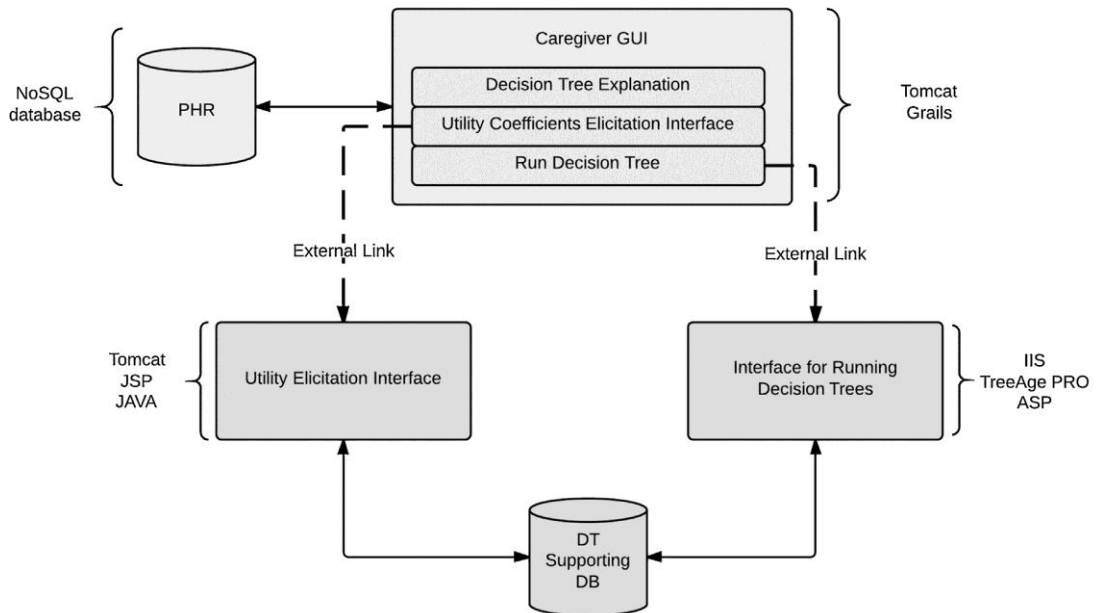 Caregiver GUI
NoSQL
database
PHR
Decision Tree Explanation
Utility Coefficients Elicitation Interface
Run Decision Tree
Tomcat
Grails
External Link
External Link
Tomcat
JSP
JAVA
Utility Elicitation Interface
Interface for Running
Decision Trees
IIS
TreeAge PRO
ASP
DT
Supporting
DB